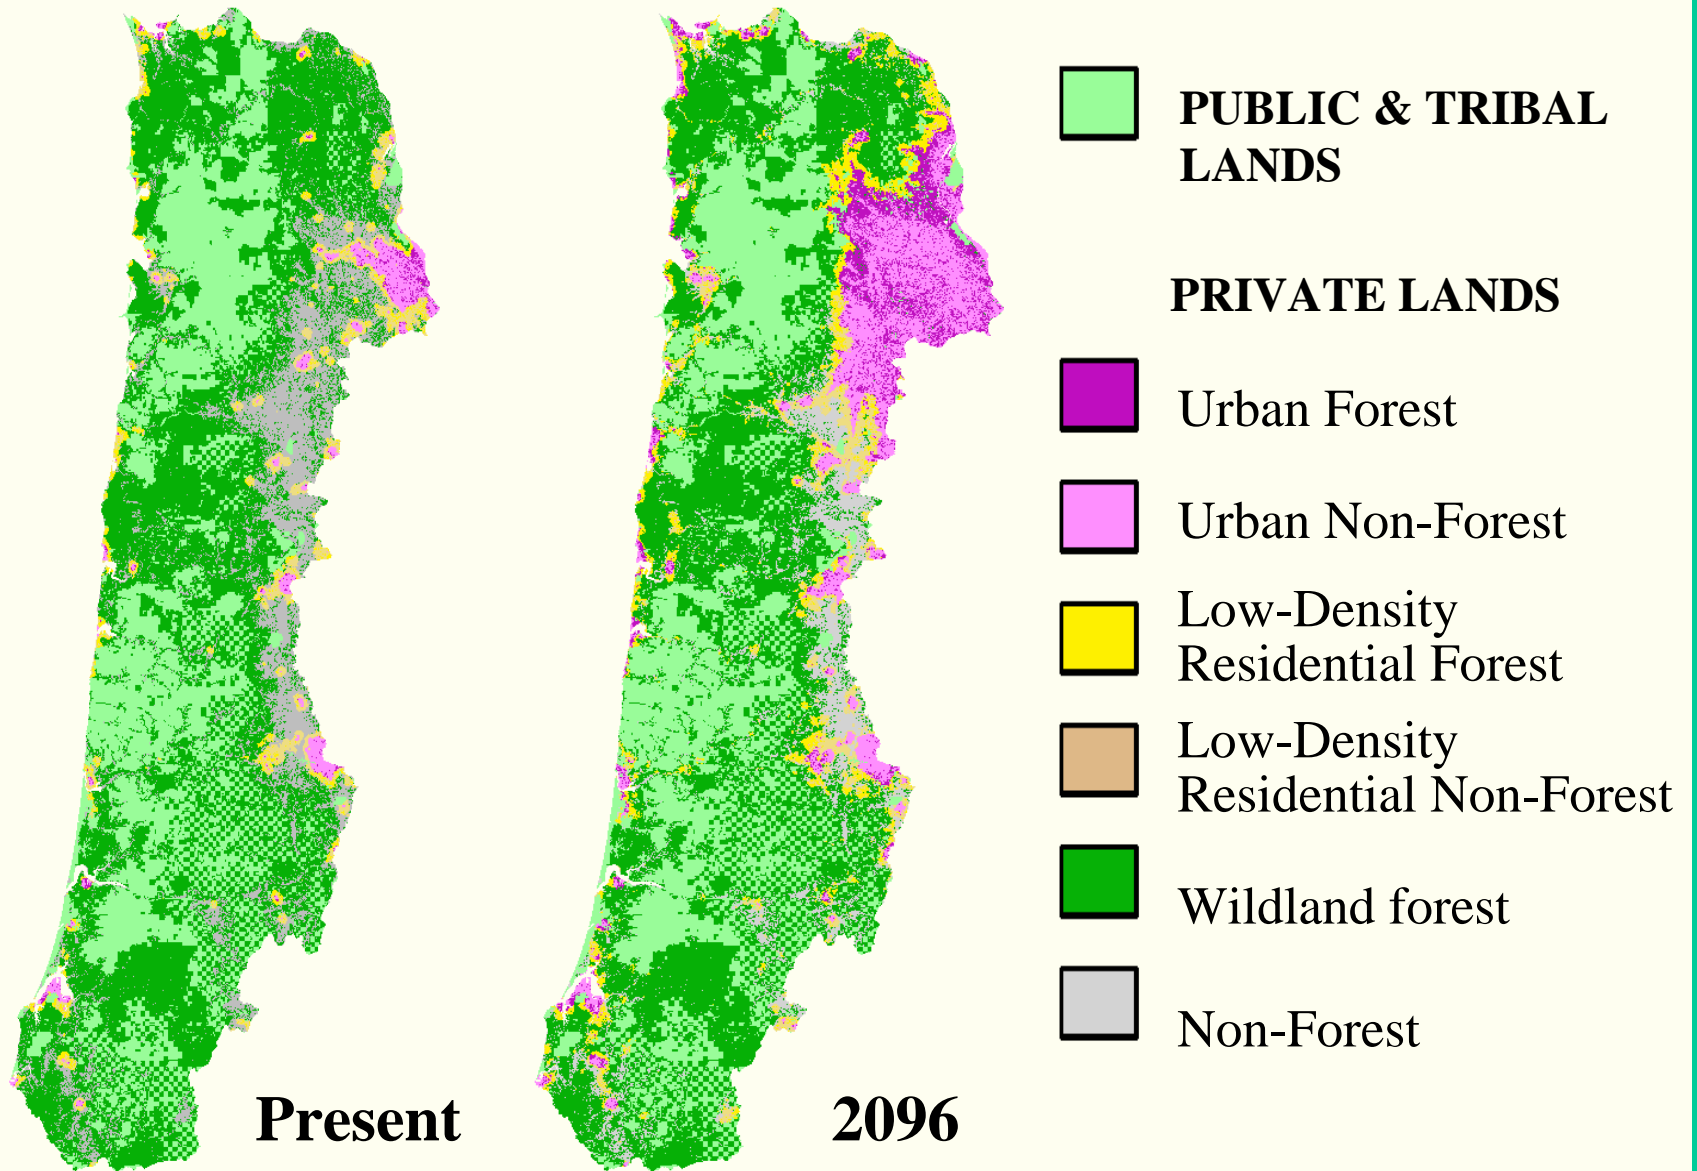 PUBLIC & TRIBAL
LANDS
PRIVATE LANDS
Urban Forest
Urban Non-Forest
Low-Density
Residential Forest
Low-Density
Residential Non-Forest
Wildland forest
Non-Forest
Present
2096